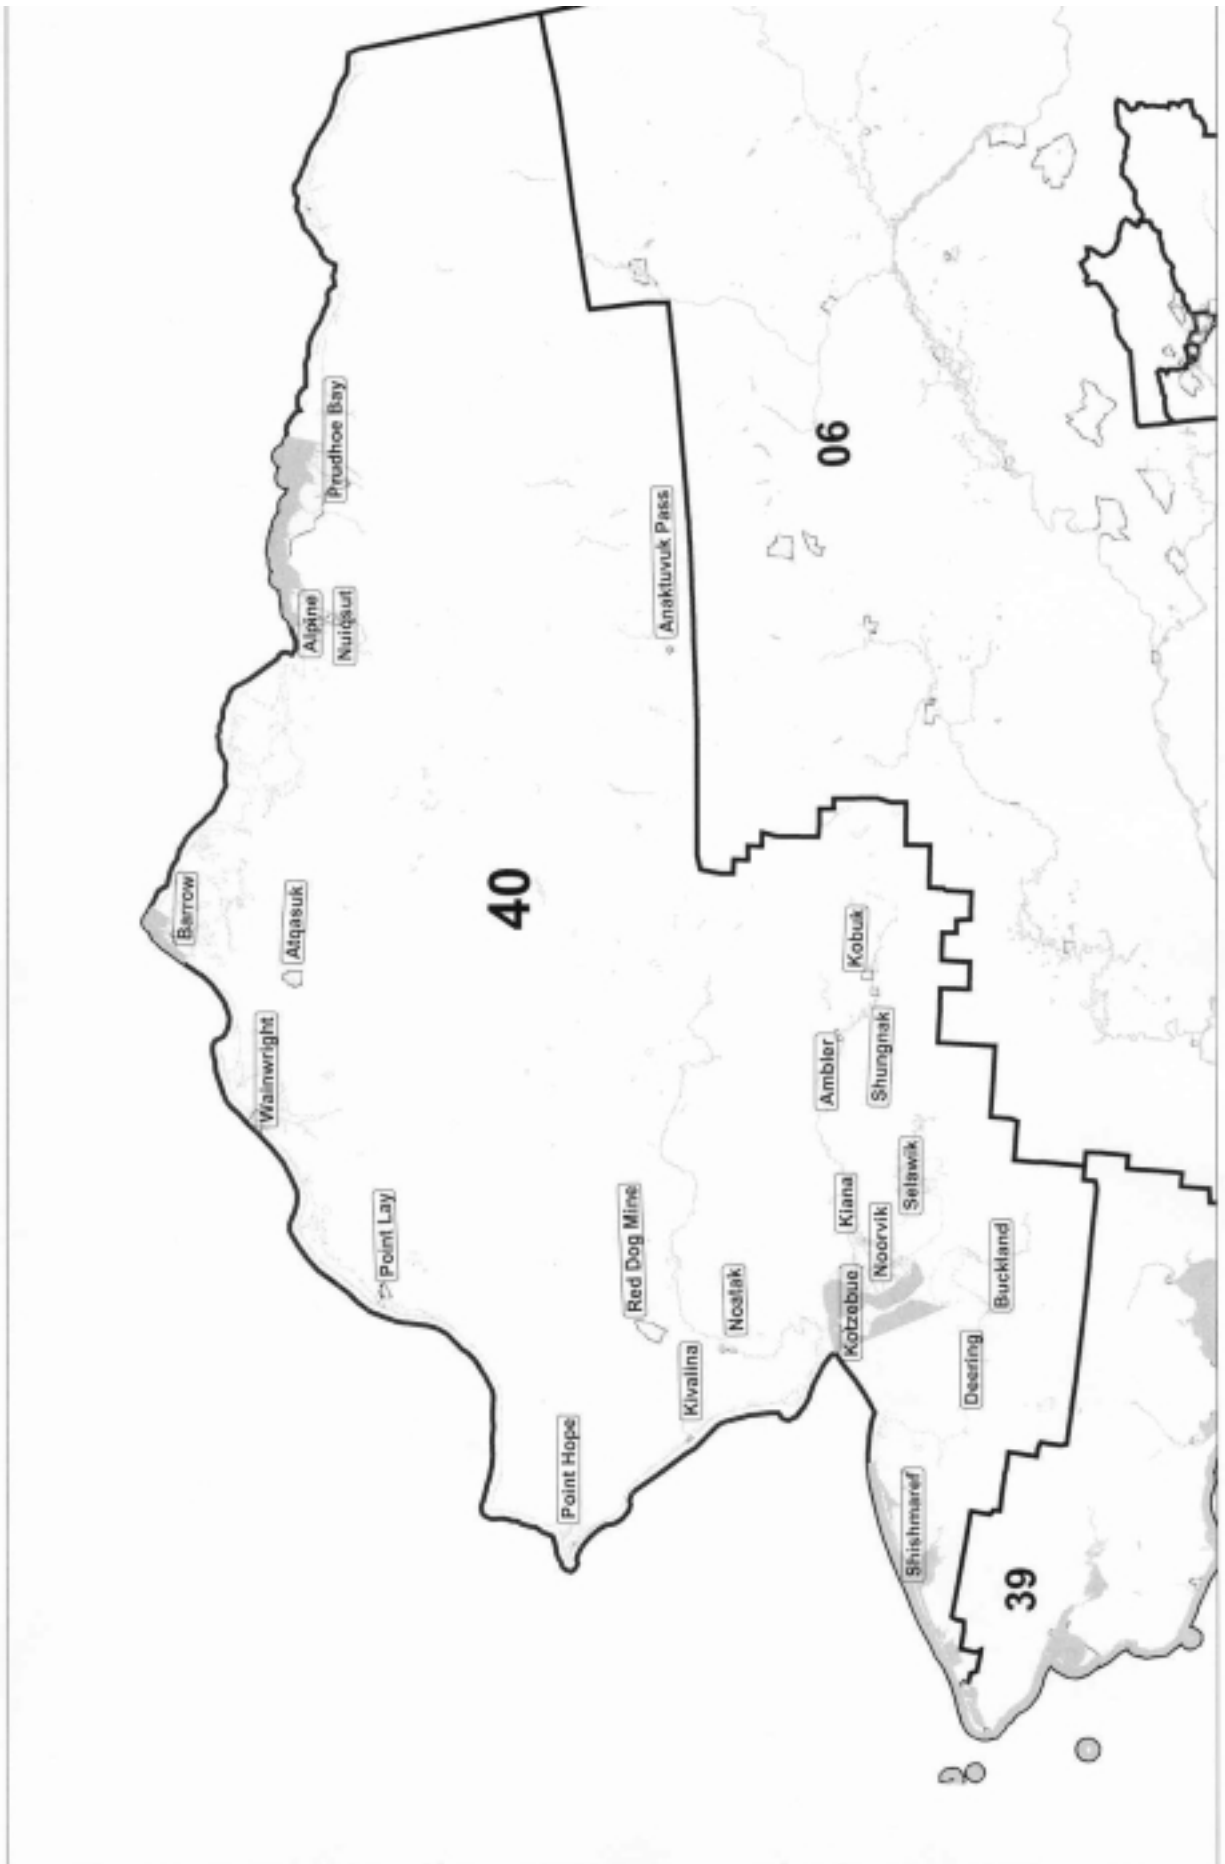 Barrow
Wainwright
Atqasuk
Alpine
Prudhoe Bay
Nuiqsut
Point Lay
40
Point Hope
Red Dog Mine
Anaktuvuk Pass
Kivalina
Noatak
Ambler
06
Kiana
Kotzebue
Kobuk
Noorvik
Shungnak
Shishmaref
Selawik
Deering
Buckland
39